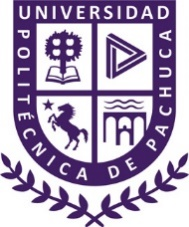 UNIVERSIDAD
POLITÉCNICA DE PACHUCA